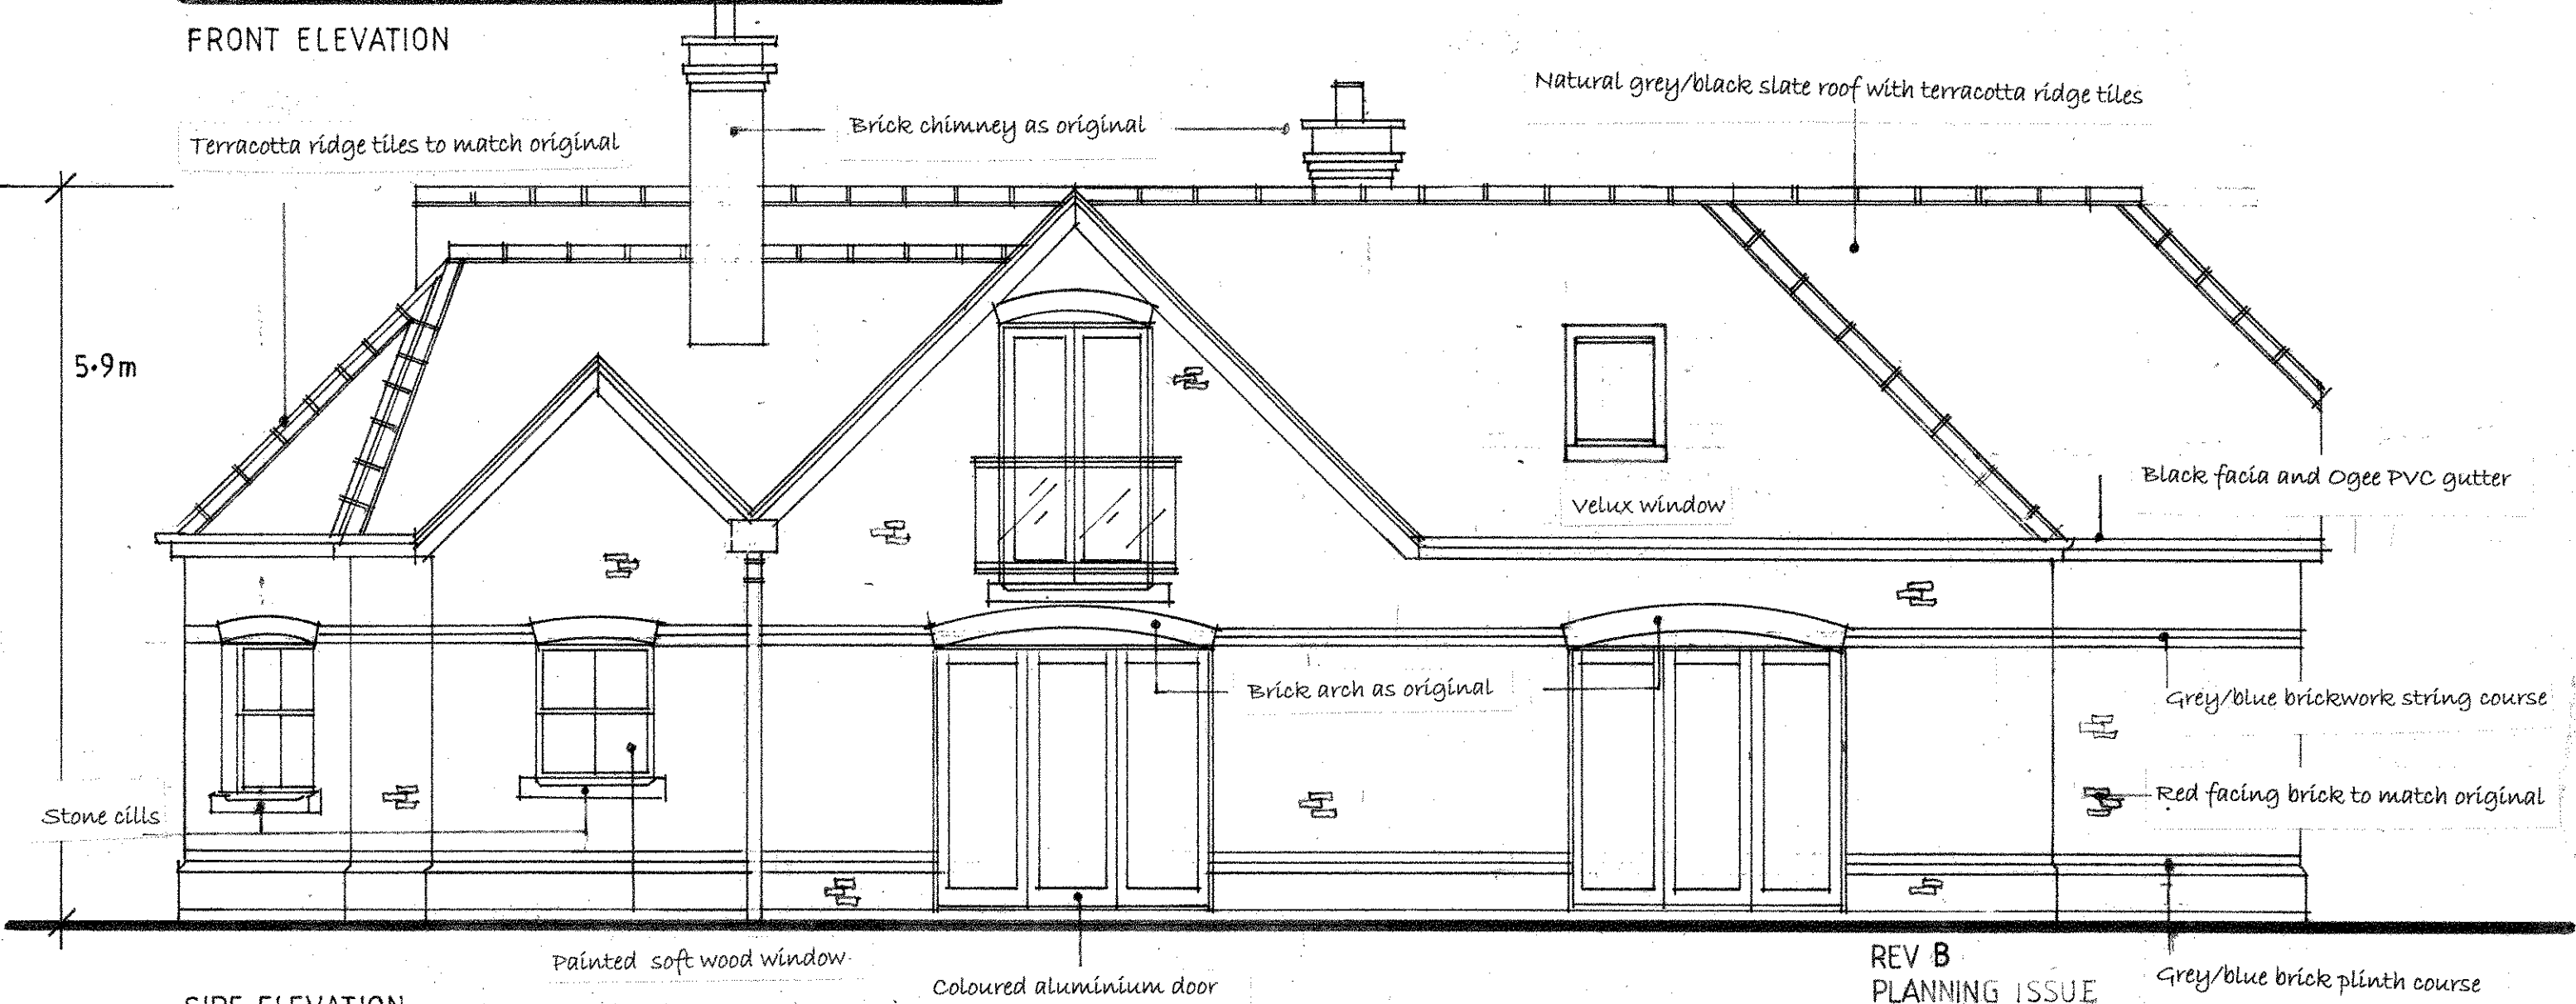 FRONT ELEVATION
Natural grey/black slate roof with terracotta ridge tiles
Terracotta ridge tiles to match original
Brick chimney as original
5.9m
Black facia and Ogee PVC gutter
Velux window
Brick arch as original
Grey/blue brickwork string course
Stone cills
Red facing brick to match original
Painted soft wood window
Coloured aluminium door
REV B
PLANNING ISSUE
Grey/blue brick plinth course
SIDE ELEVATION